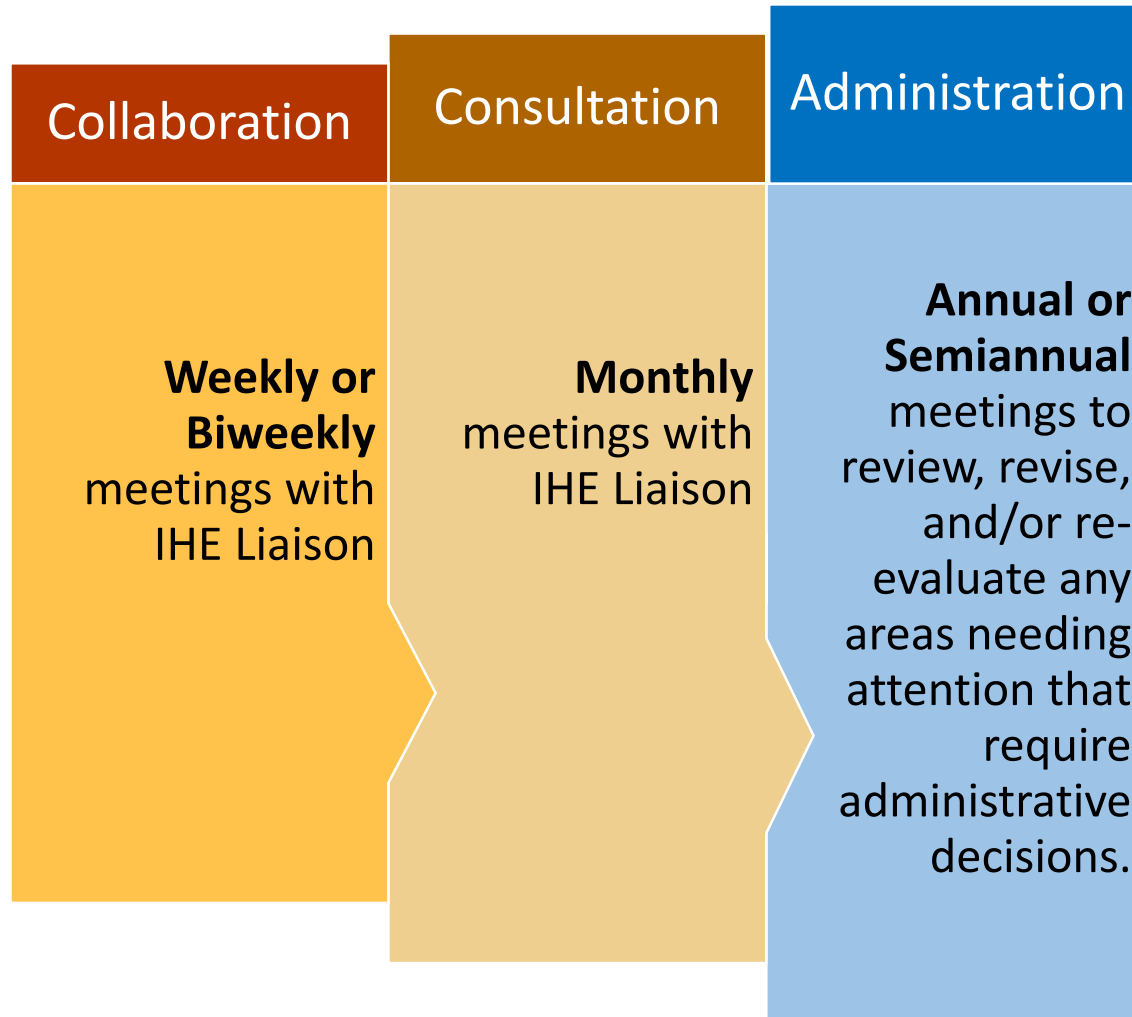 Collaboration
Weekly or
Biweekly
meetings with
IHE Liaison
Consultation
Monthly
meetings with
IHE Liaison
Administration
Annual or
Semiannual
meetings to
review, revise,
and/or re-
evaluate any
areas needing
attention that
require
administrative
decisions.